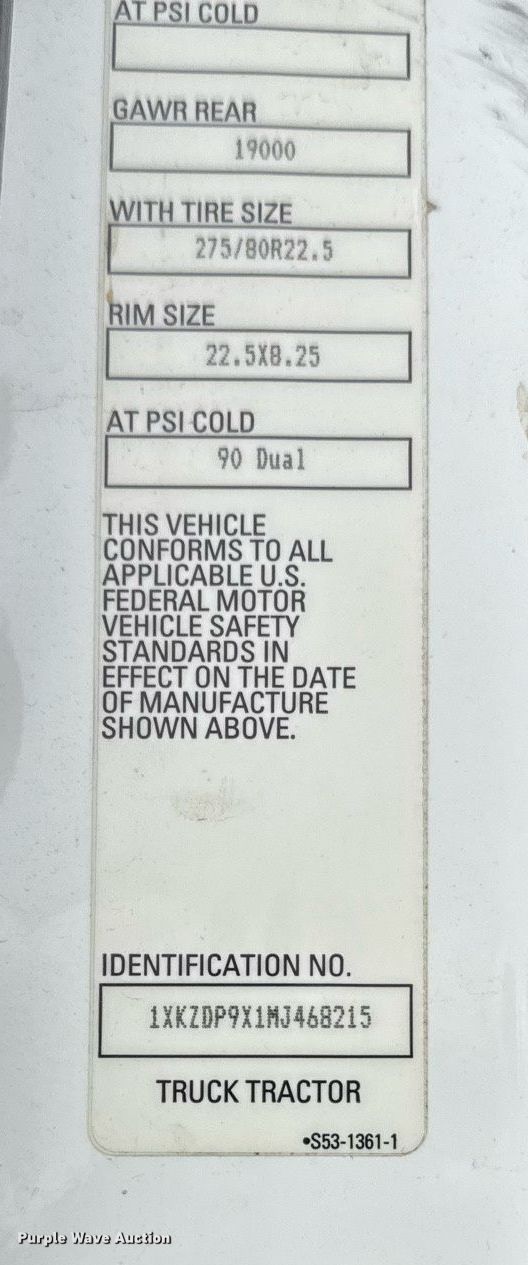 AT PSI COLD
GAWR REAR
19000
WITH TIRE SIZE
275/80R22.5
RIM SIZE
22.5X8.25
AT PSI COLD
90 Dual
THIS VEHICLE
CONFORMS TO ALL
APPLICABLE U.S.
FEDERAL MOTOR
VEHICLE SAFETY
STANDARDS IN
EFFECT ON THE DATE
OF MANUFACTURE
SHOWN ABOVE.
IDENTIFICATION NO.
1XKZDP9X1MJ468215
TRUCK TRACTOR
•S53-1361-1
Purple Wave Auction